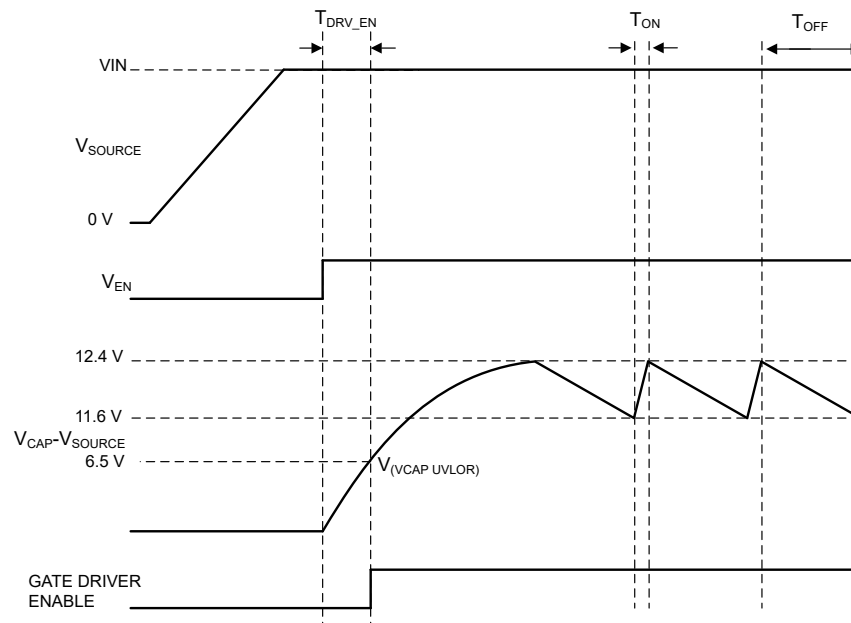 T_DRV_EN
T_ON
T_OFF
VIN
V_SOURCE
0 V
V_EN
12.4 V
11.6 V
V_CAP-V_SOURCE
6.5 V
V_(VCAP UVLOR)
GATE DRIVER
ENABLE